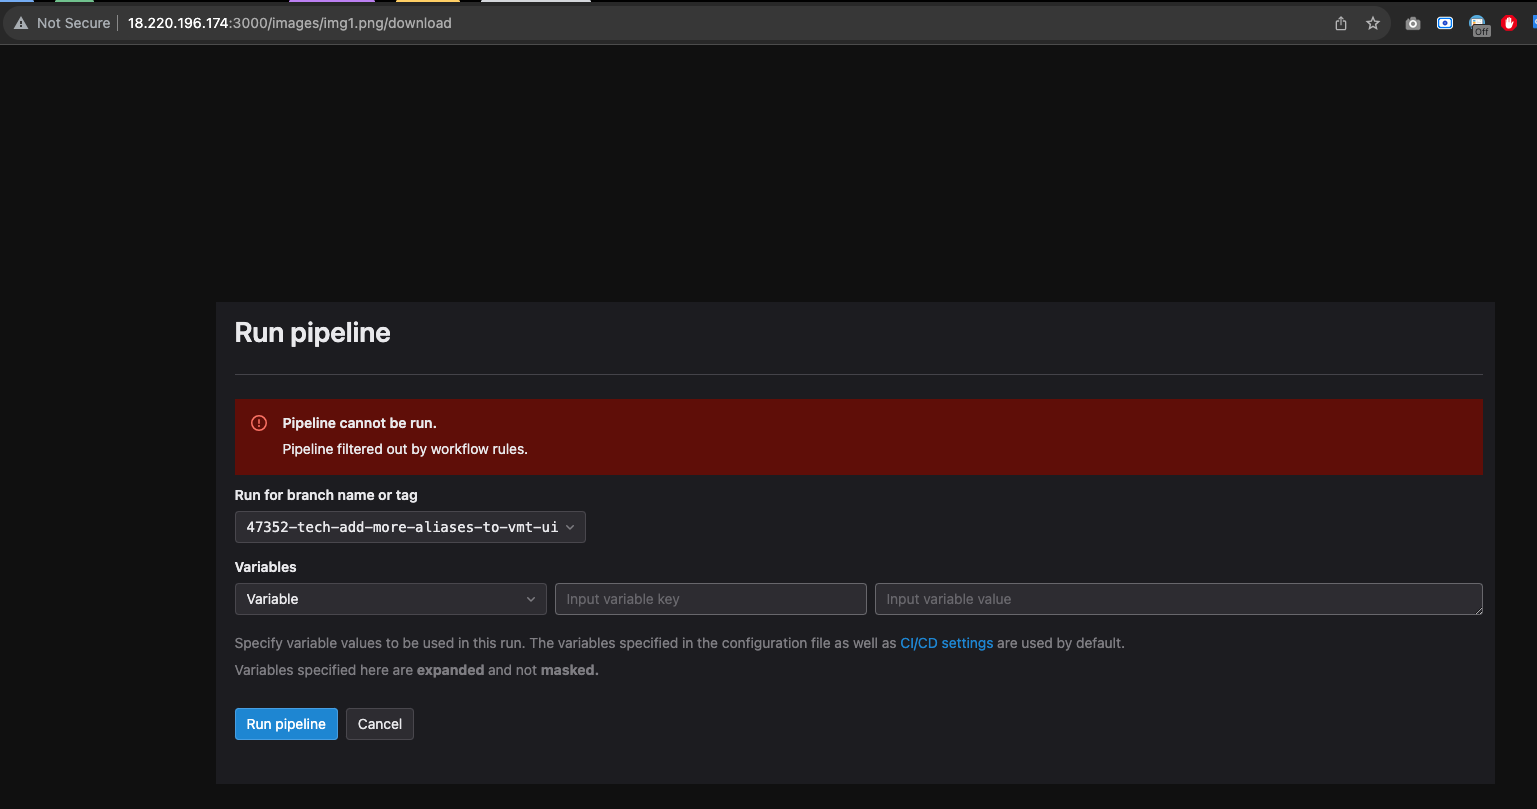 Not Secure
18.220.196.174:3000/images/img1.png/download
Off
Run pipeline
Pipeline cannot be run.
Pipeline filtered out by workflow rules.
Run for branch name or tag
47352-tech-add-more-aliases-to-vmt-ui
Variables
Variable
Input variable key
Input variable value
Specify variable values to be used in this run. The variables specified in the configuration file as well as CI/CD settings are used by default.
Variables specified here are expanded and not masked.
Run pipeline
Cancel